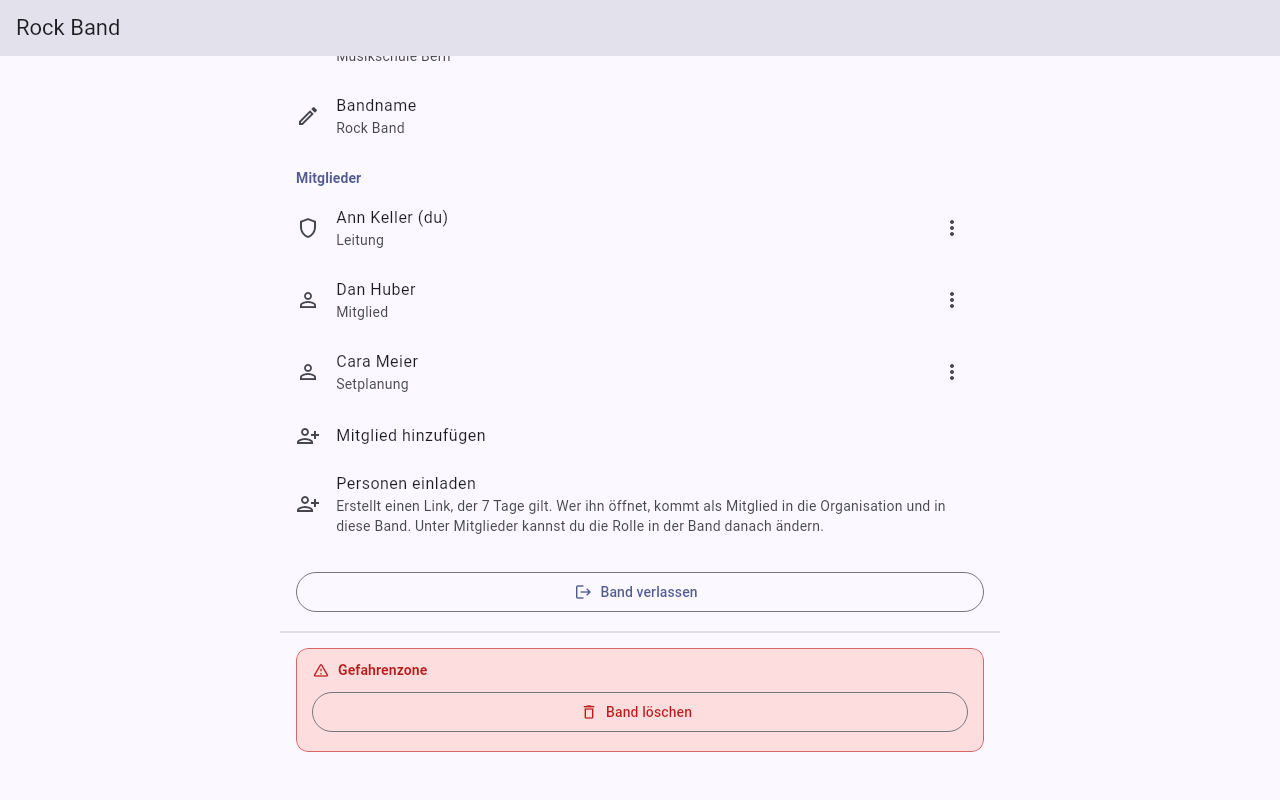 Rock Band
Musikschule Bern
Bandname
Rock Band
Mitglieder
Ann Keller (du)
Leitung
Dan Huber
Mitglied
Cara Meier
Setplanung
Mitglied hinzufügen
Personen einladen
Erstellt einen Link, der 7 Tage gilt. Wer ihn öffnet, kommt als Mitglied in die Organisation und in
diese Band. Unter Mitglieder kannst du die Rolle in der Band danach ändern.
Band verlassen
Gefahrenzone
Band löschen